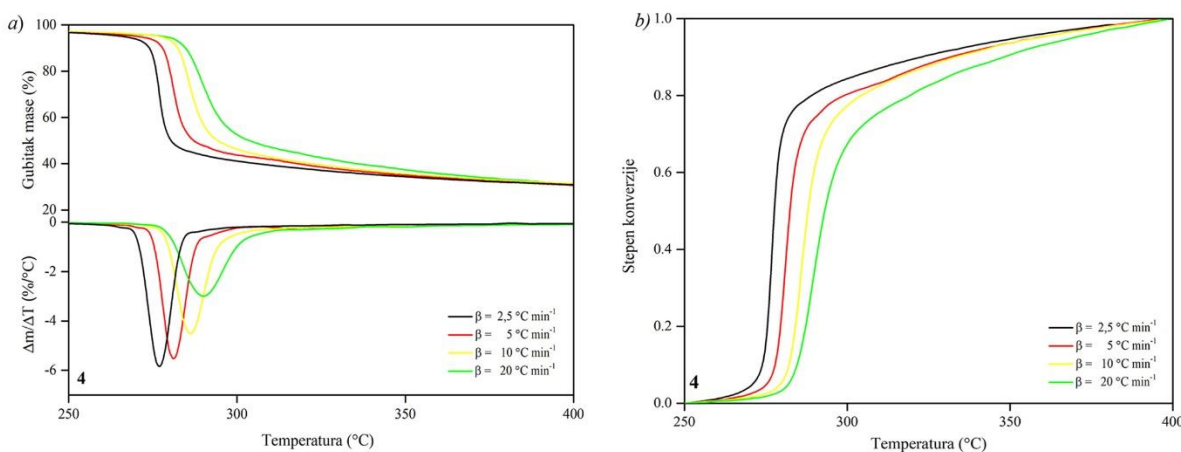 a)
100
80
60
40
20
Gubitak mase (%)
0
-2
-4
-6
Δm/ΔT (%/°C)
β = 2,5 °C min⁻¹
β = 5 °C min⁻¹
β = 10 °C min⁻¹
β = 20 °C min⁻¹
4
250 300 350 400
Temperatura (°C)
b)
1.0
0.8
0.6
0.4
0.2
0.0
Stepen konverzije
β = 2,5 °C min⁻¹
β = 5 °C min⁻¹
β = 10 °C min⁻¹
β = 20 °C min⁻¹
4
250 300 350 400
Temperatura (°C)